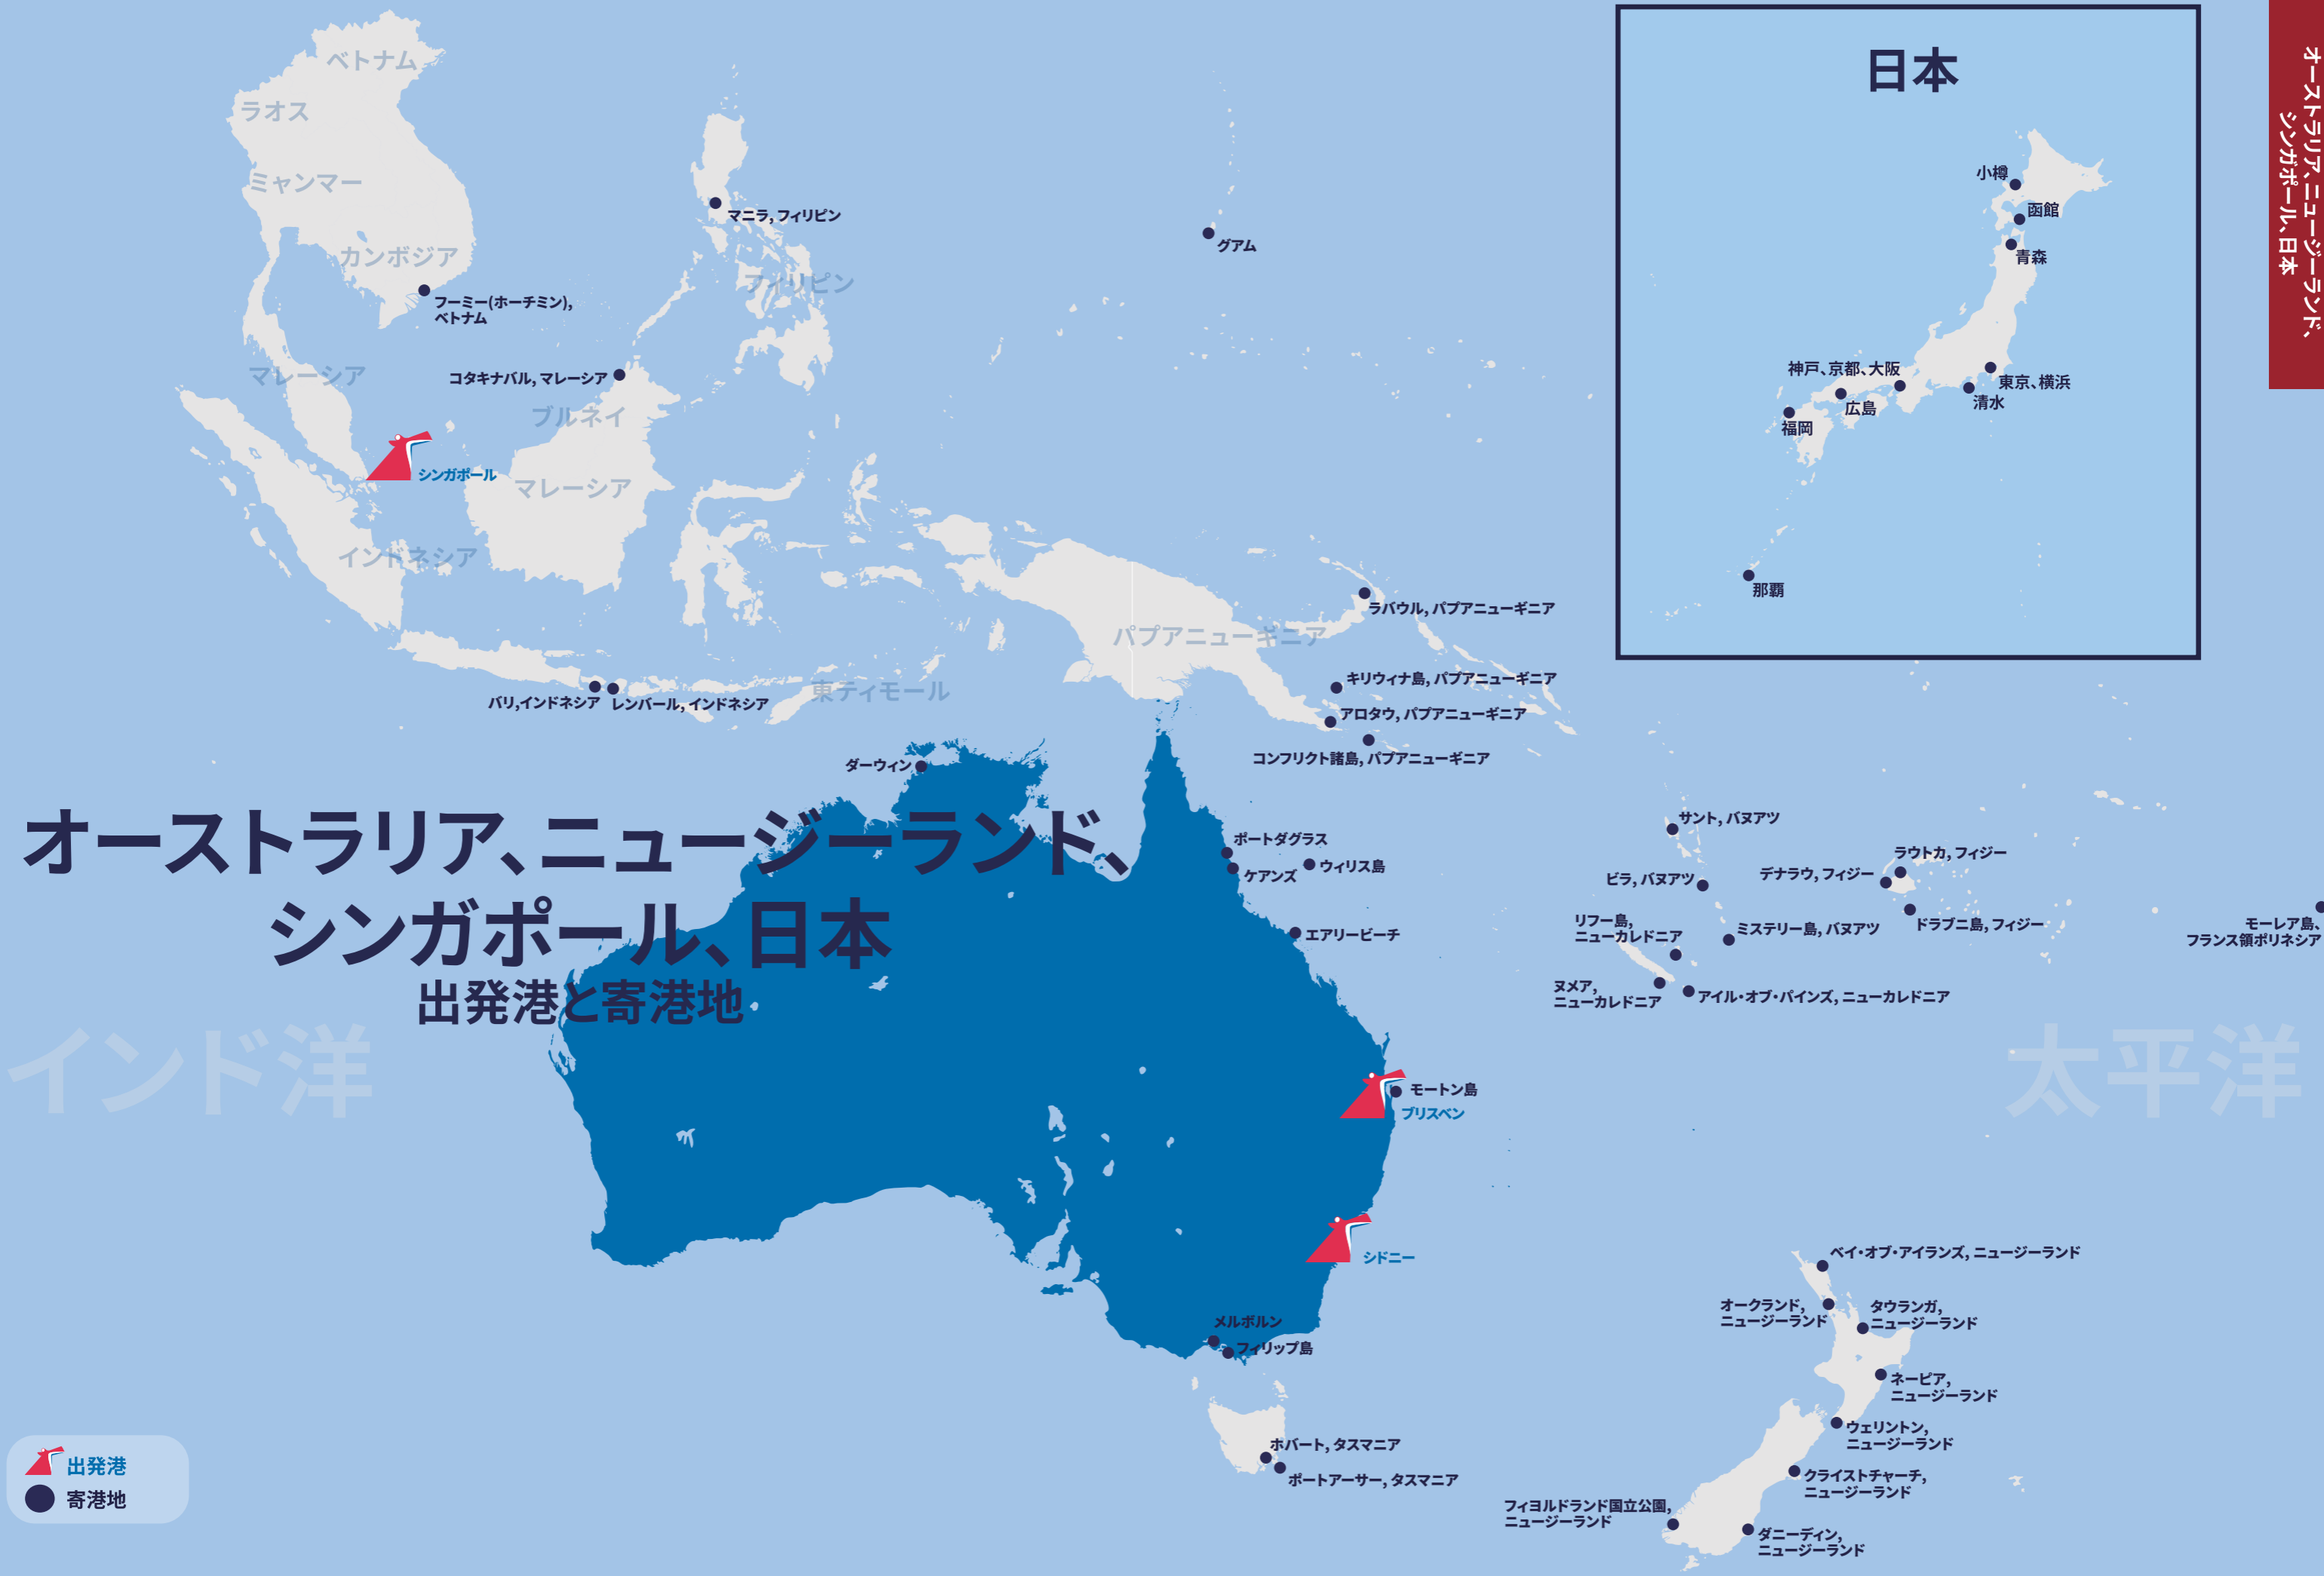 オーストラリア、ニュージーランド、
シンガポール、日本
ベトナム
ラオス
ミャンマー
カンボジア
フーミー(ホーチミン),
ベトナム
マニラ, フィリピン
フィリピン
グアム
マレーシア
コタキナバル, マレーシア
ブルネイ
シンガポール
マレーシア
インドネシア
バリ,インドネシア
レンバール, インドネシア
東ティモール
パプアニューギニア
ラバウル, パプアニューギニア
キリウィナ島, パプアニューギニア
アロタウ, パプアニューギニア
コンフリクト諸島, パプアニューギニア
日本
小樽
函館
青森
神戸、京都、大阪
東京、横浜
清水
広島
福岡
那覇
オーストラリア、ニュージーランド、
シンガポール、日本
出発港と寄港地
インド洋
太平洋
ダーウィン
ポートダグラス
ケアンズ
ウィリス島
エアリービーチ
モートン島
ブリスベン
シドニー
メルボルン
フィリップ島
ホバート, タスマニア
ポートアーサー, タスマニア
サント, バヌアツ
ビラ, バヌアツ
ミステリー島, バヌアツ
ラウトカ, フィジー
デナラウ, フィジー
ドラブニ島, フィジー
リフー島,
ニューカレドニア
ヌメア,
ニューカレドニア
アイル・オブ・パインズ, ニューカレドニア
モーレア島、
フランス領ポリネシア
ベイ・オブ・アイランズ, ニュージーランド
オークランド,
ニュージーランド
タウランガ,
ニュージーランド
ネーピア,
ニュージーランド
ウェリントン,
ニュージーランド
クライストチャーチ,
ニュージーランド
フィヨルドランド国立公園,
ニュージーランド
ダニーディン,
ニュージーランド
出発港
寄港地